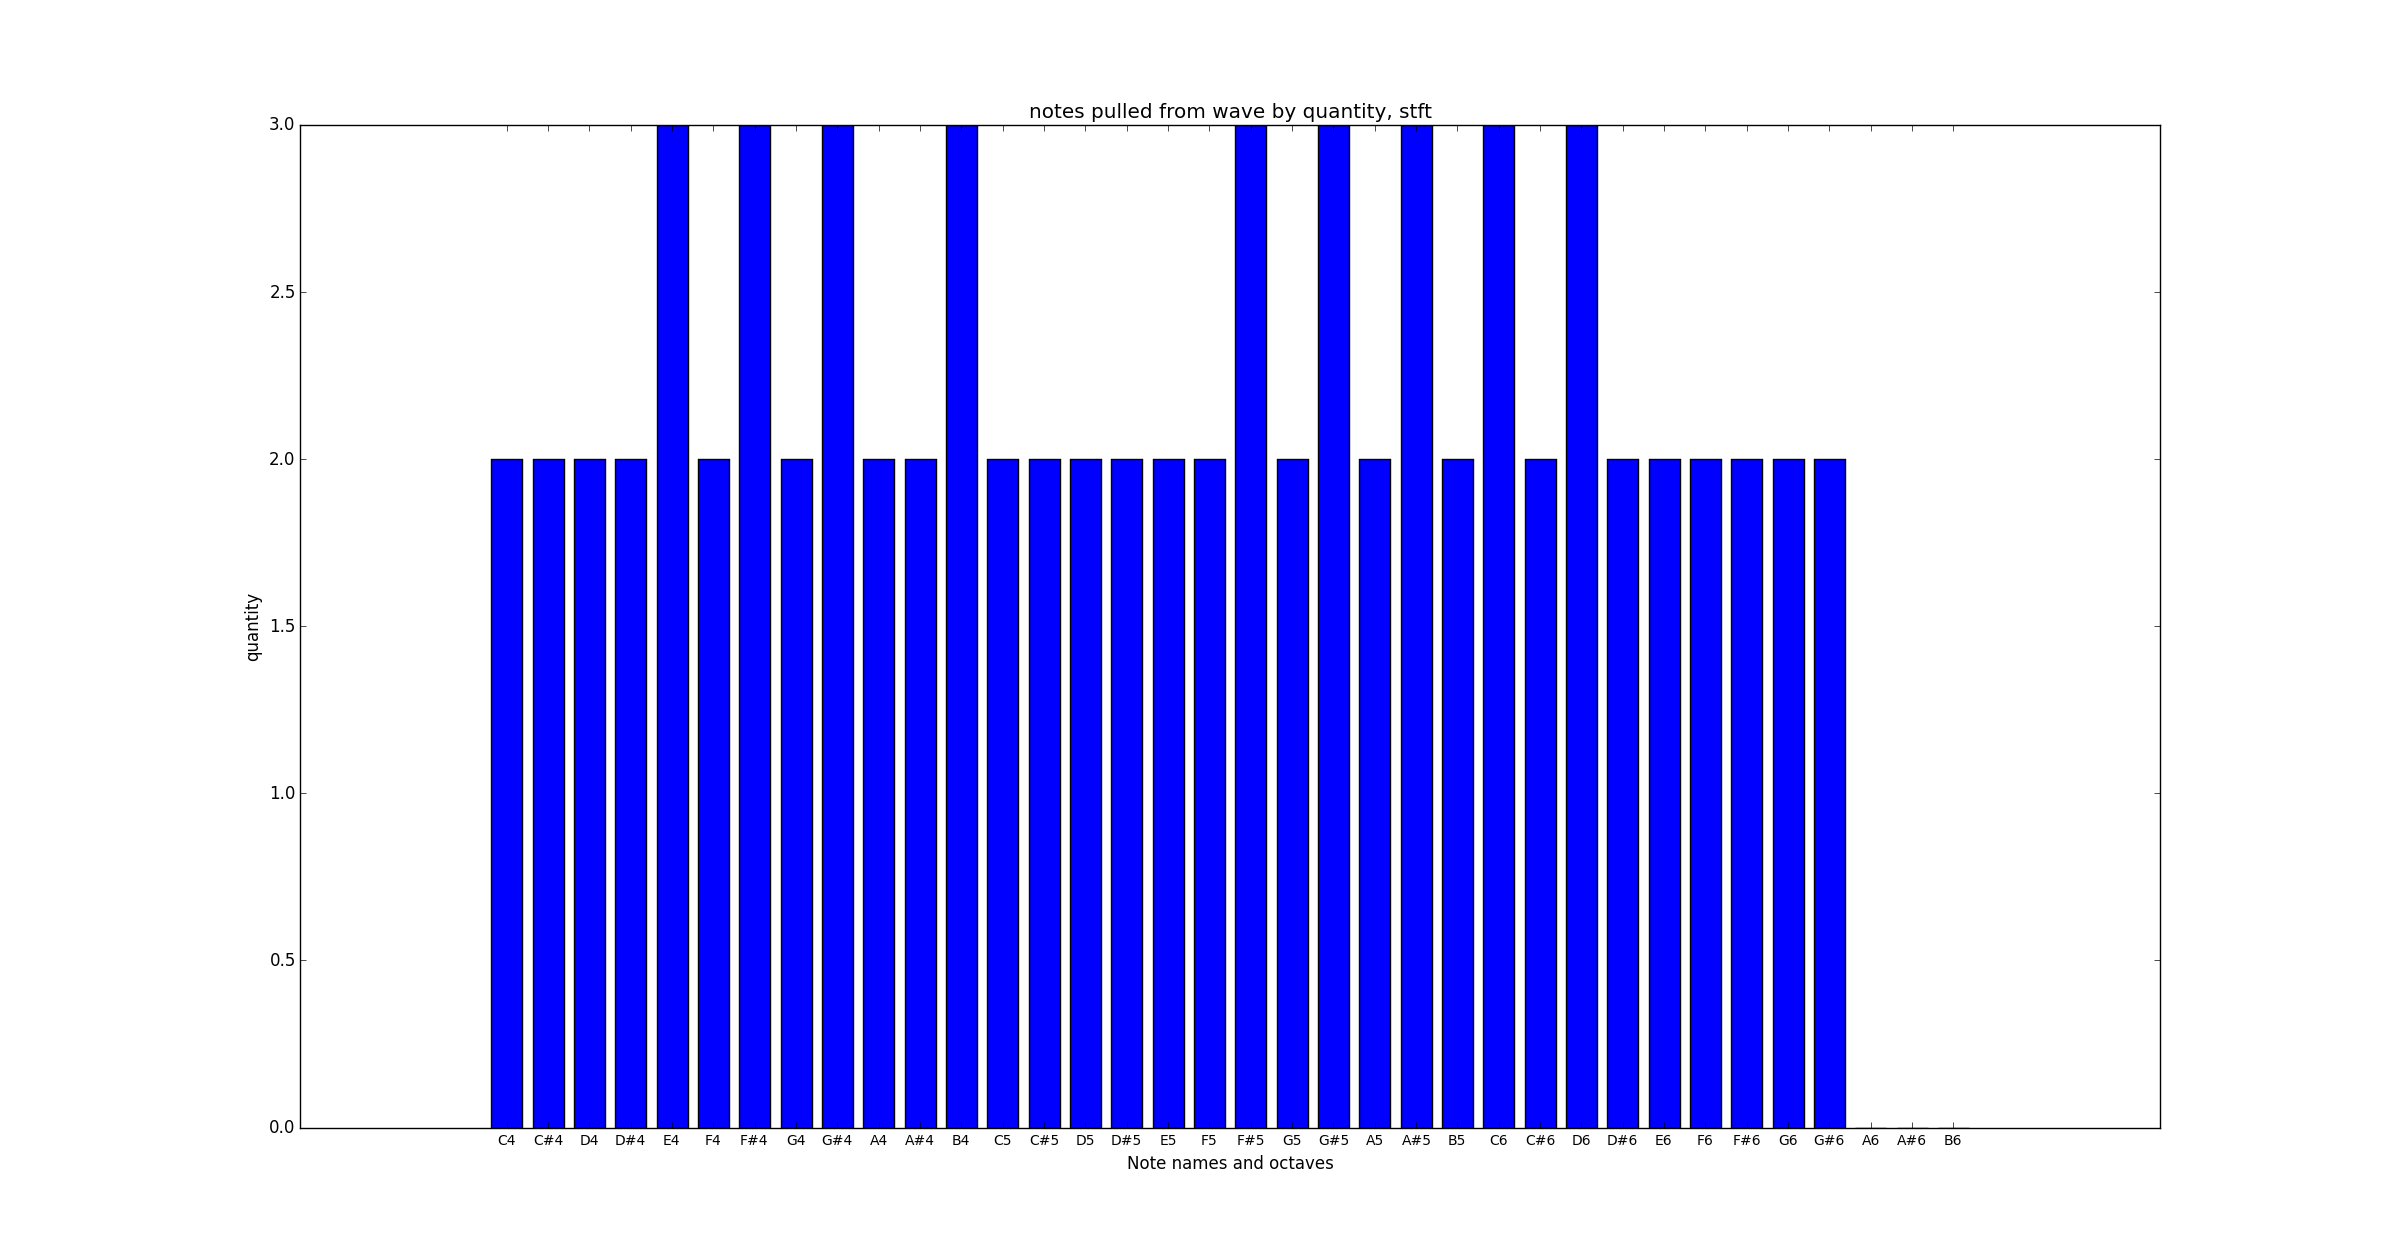 notes pulled from wave by quantity, stft
3.0
2.5
2.0
1.5
1.0
0.5
0.0
quantity
C4 C#4 D4 D#4 E4 F4 F#4 G4 G#4 A4 A#4 B4 C5 C#5 D5 D#5 E5 F5 F#5 G5 G#5 A5 A#5 B5 C6 C#6 D6 D#6 E6 F6 F#6 G6 G#6 A6 A#6 B6
Note names and octaves